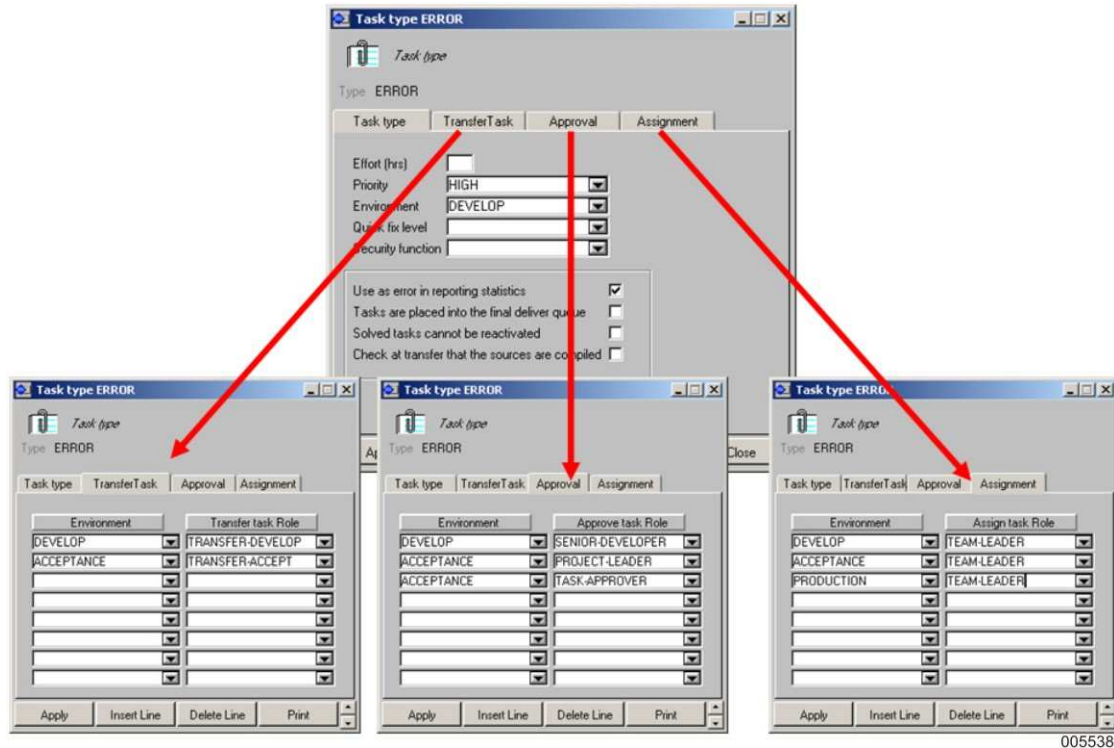 Task type ERROR
Task type
Type ERROR
Task type TransferTask Approval Assignment
Effort (hrs)
Priority HIGH
Environment DEVELOP
Quick fix level
Security function
Use as error in reporting statistics
Tasks are placed into the final deliver queue
Solved tasks cannot be reactivated
Check at transfer that the sources are compiled
Close
Task type ERROR
Task type
Type ERROR
Task type TransferTask Approval Assignment
Environment Transfer task Role
DEVELOP TRANSFER-DEVELOP
ACCEPTANCE TRANSFER-ACCEPT
Apply Insert Line Delete Line Print
Task type ERROR
Task type
Type ERROR
Task type TransferTask Approval Assignment
Environment Approve task Role
DEVELOP SENIOR-DEVELOPER
ACCEPTANCE PROJECT-LEADER
ACCEPTANCE TASK-APPROVER
Apply Insert Line Delete Line Print
Task type ERROR
Task type
Type ERROR
Task type TransferTask Approval Assignment
Environment Assign task Role
DEVELOP TEAM-LEADER
ACCEPTANCE TEAM-LEADER
PRODUCTION TEAM-LEADER
Apply Insert Line Delete Line Print
005538